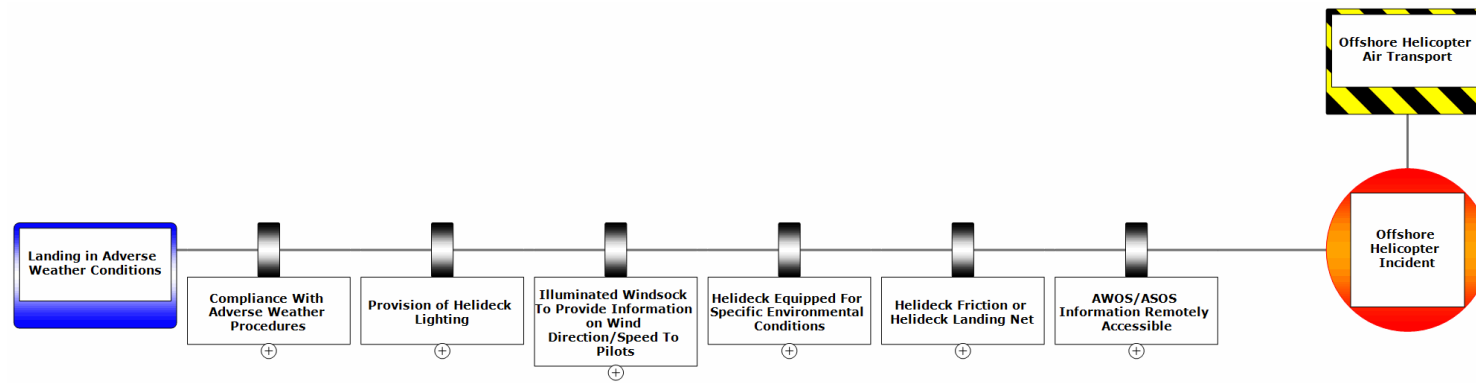 Offshore Helicopter
Air Transport
Landing in Adverse
Weather Conditions
Compliance With
Adverse Weather
Procedures
Provision of Helideck
Lighting
Illuminated Windsock
To Provide Information
on Wind
Direction/Speed To
Pilots
Helideck Equipped For
Specific Environmental
Conditions
Helideck Friction or
Helideck Landing Net
AWOS/ASOS
Information Remotely
Accessible
Offshore
Helicopter
Incident